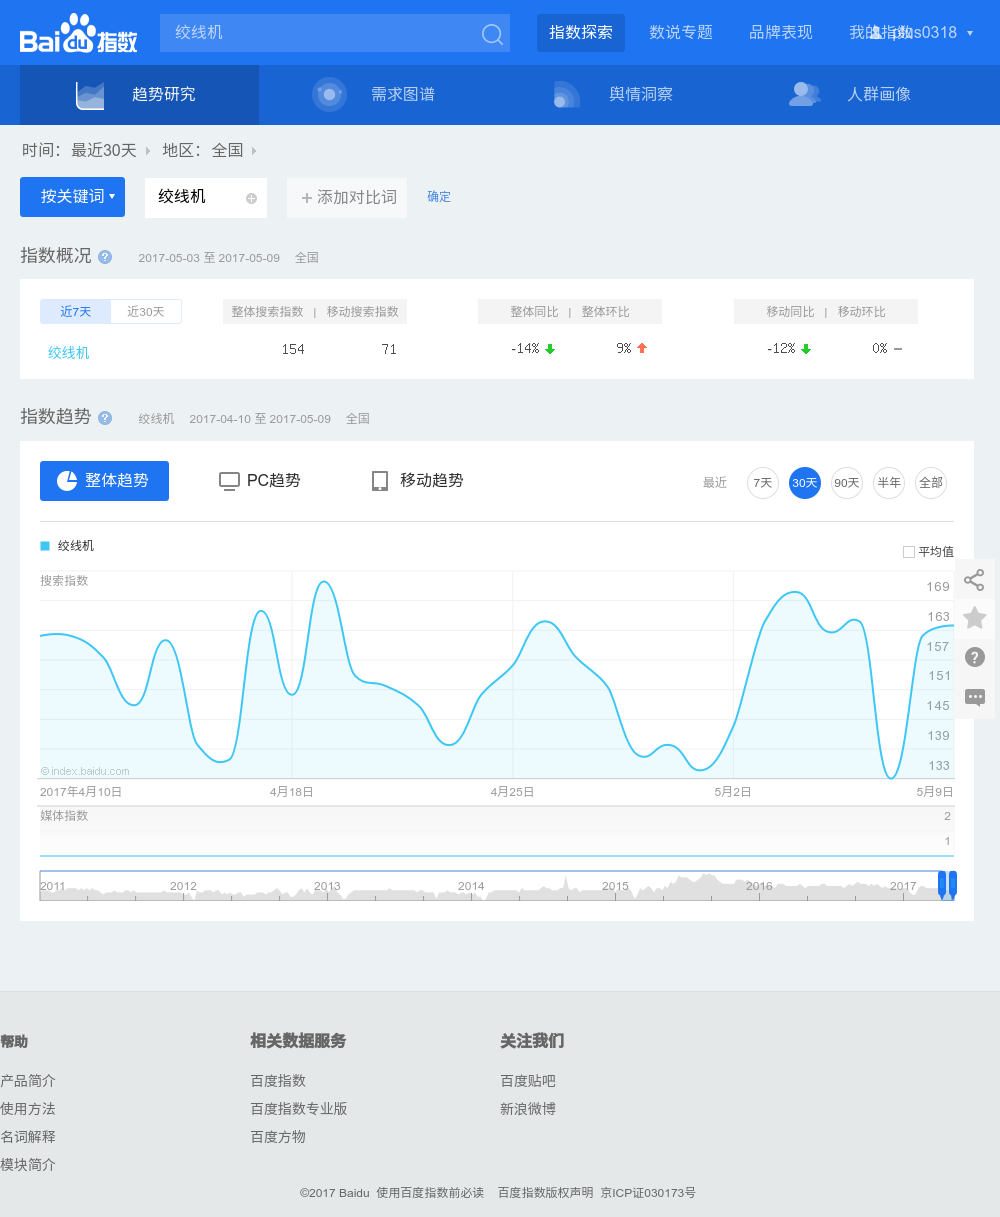 Bai du 指数
绞线机
指数探索 数说专题 品牌表现 我的指数
趋势研究 需求图谱 舆情洞察 人群画像
时间： 最近30天 地区： 全国
按关键词 绞线机 添加对比词 确定
指数概况 ? 2017-05-03 至 2017-05-09 全国
近7天 近30天 整体搜索指数 | 移动搜索指数 整体同比 | 整体环比 移动同比 | 移动环比
绞线机 154 71 -14% 9% -12% 0% -
指数趋势 ? 绞线机 2017-04-10 至 2017-05-09 全国
整体趋势 PC趋势 移动趋势 最近 7天 30天 90天 半年 全部
绞线机
平均值
搜索指数
169
163
157
151
145
139
133
©index.baidu.com
2017年4月10日 4月18日 4月25日 5月2日 5月9日
媒体指数 2
1
2011 2012 2013 2014 2015 2016 2017
帮助 相关数据服务 关注我们
产品简介 百度指数 百度贴吧
使用方法 百度指数专业版 新浪微博
名词解释 百度方物
模块简介
©2017 Baidu 使用百度指数前必读 百度指数版权声明 京ICP证030173号